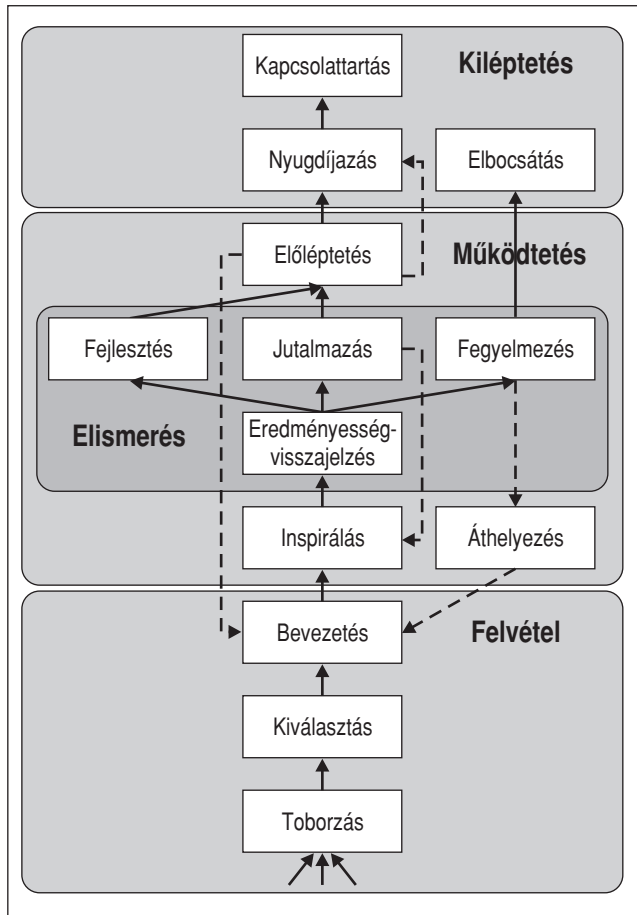 Kapcsolattartás
Kiléptetés
Nyugdíjazás
Elbocsátás
Előléptetés
Működtetés
Fejlesztés
Jutalmazás
Fegyelmezés
Elismerés
Eredményesség-
visszajelzés
Inspirálás
Áthelyezés
Bevezetés
Felvétel
Kiválasztás
Toborzás